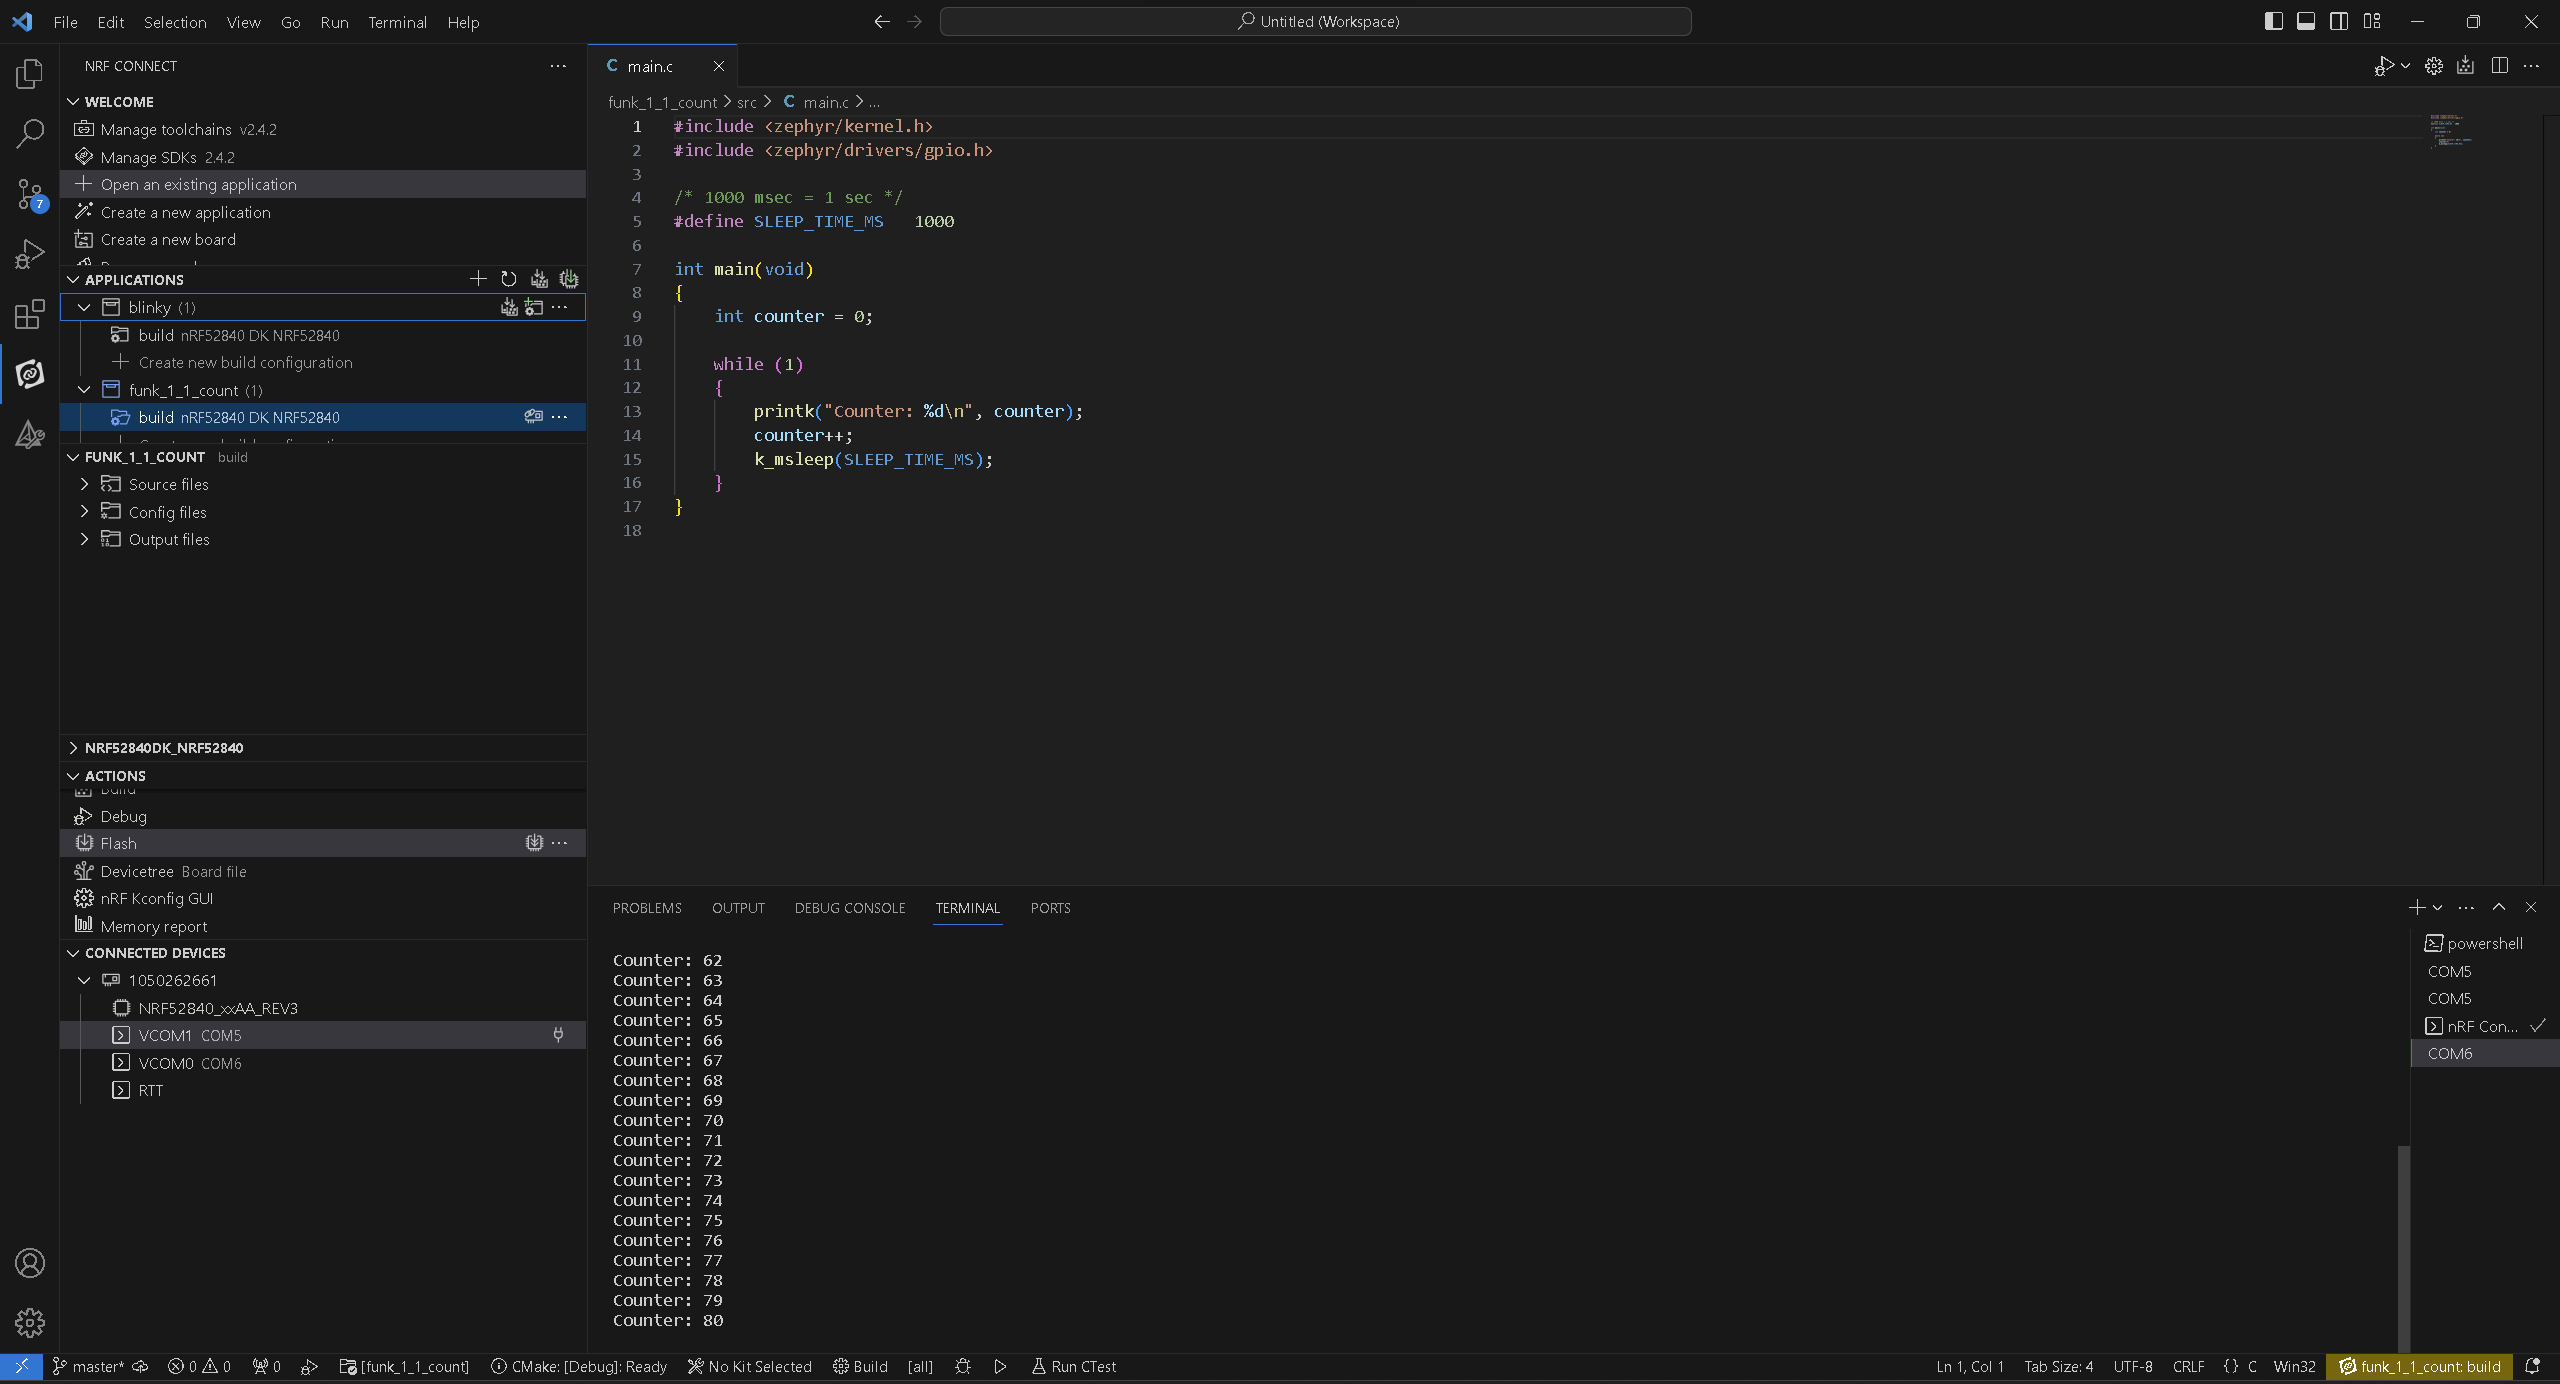 File Edit Selection View Go Run Terminal Help
Untitled (Workspace)
NRF CONNECT
WELCOME
Manage toolchains v2.4.2
Manage SDKs 2.4.2
Open an existing application
Create a new application
Create a new board
APPLICATIONS
blinky (1)
build nRF52840 DK NRF52840
Create new build configuration
funk_1_1_count (1)
build nRF52840 DK NRF52840
FUNK_1_1_COUNT build
Source files
Config files
Output files
NRF52840DK_NRF52840
ACTIONS
Build
Debug
Flash
Devicetree Board file
nRF Kconfig GUI
Memory report
CONNECTED DEVICES
1050262661
NRF52840_xxAA_REV3
VCOM1 COM5
VCOM0 COM6
RTT
7
C main.c
funk_1_1_count > src > C main.c > ...
1 #include <zephyr/kernel.h>
2 #include <zephyr/drivers/gpio.h>
3
4 /* 1000 msec = 1 sec */
5 #define SLEEP_TIME_MS   1000
6
7 int main(void)
8 {
9     int counter = 0;
10
11     while (1)
12     {
13         printk("Counter: %d\n", counter);
14         counter++;
15         k_msleep(SLEEP_TIME_MS);
16     }
17 }
18
PROBLEMS OUTPUT DEBUG CONSOLE TERMINAL PORTS
Counter: 62
Counter: 63
Counter: 64
Counter: 65
Counter: 66
Counter: 67
Counter: 68
Counter: 69
Counter: 70
Counter: 71
Counter: 72
Counter: 73
Counter: 74
Counter: 75
Counter: 76
Counter: 77
Counter: 78
Counter: 79
Counter: 80
powershell
COM5
COM5
nRF Con...
COM6
master* 0 0 0 [funk_1_1_count] CMake: [Debug]: Ready No Kit Selected Build [all] Run CTest Ln 1, Col 1 Tab Size: 4 UTF-8 CRLF {} C Win32 funk_1_1_count: build